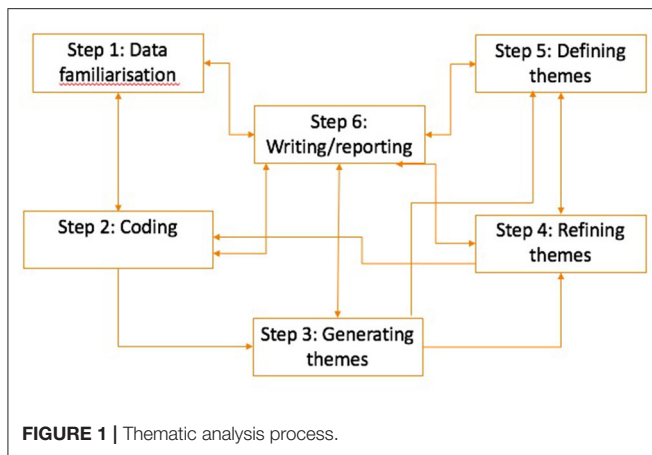 Step 1: Data
familiarisation
Step 5: Defining
themes
Step 6:
Writing/reporting
Step 2: Coding
Step 4: Refining
themes
Step 3: Generating
themes
FIGURE 1 | Thematic analysis process.